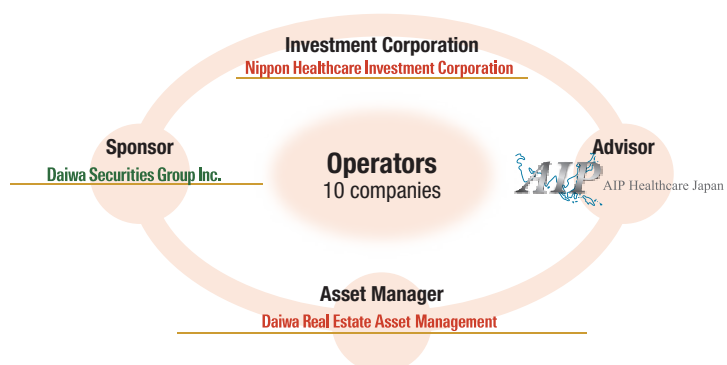 Investment Corporation
Nippon Healthcare Investment Corporation
Sponsor
Daiwa Securities Group Inc.
Operators
10 companies
Advisor
AIP
AIP Healthcare Japan
Asset Manager
Daiwa Real Estate Asset Management